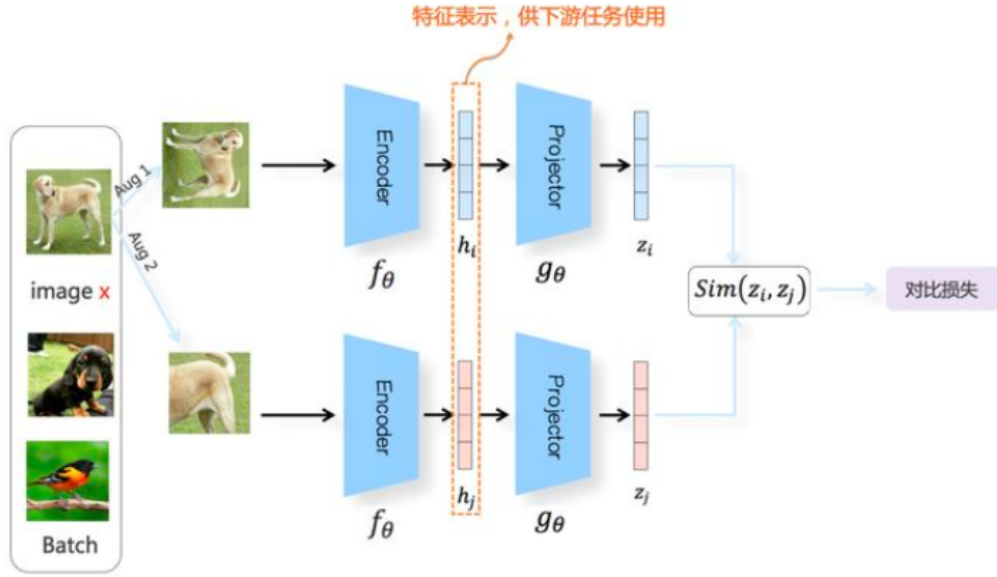 特征表示，供下游任务使用
Aug 1
Aug 2
image x
Batch
Encoder
f_θ
h_i
Projector
g_θ
z_i
Encoder
f_θ
h_j
Projector
g_θ
z_j
Sim(z_i, z_j)
对比损失